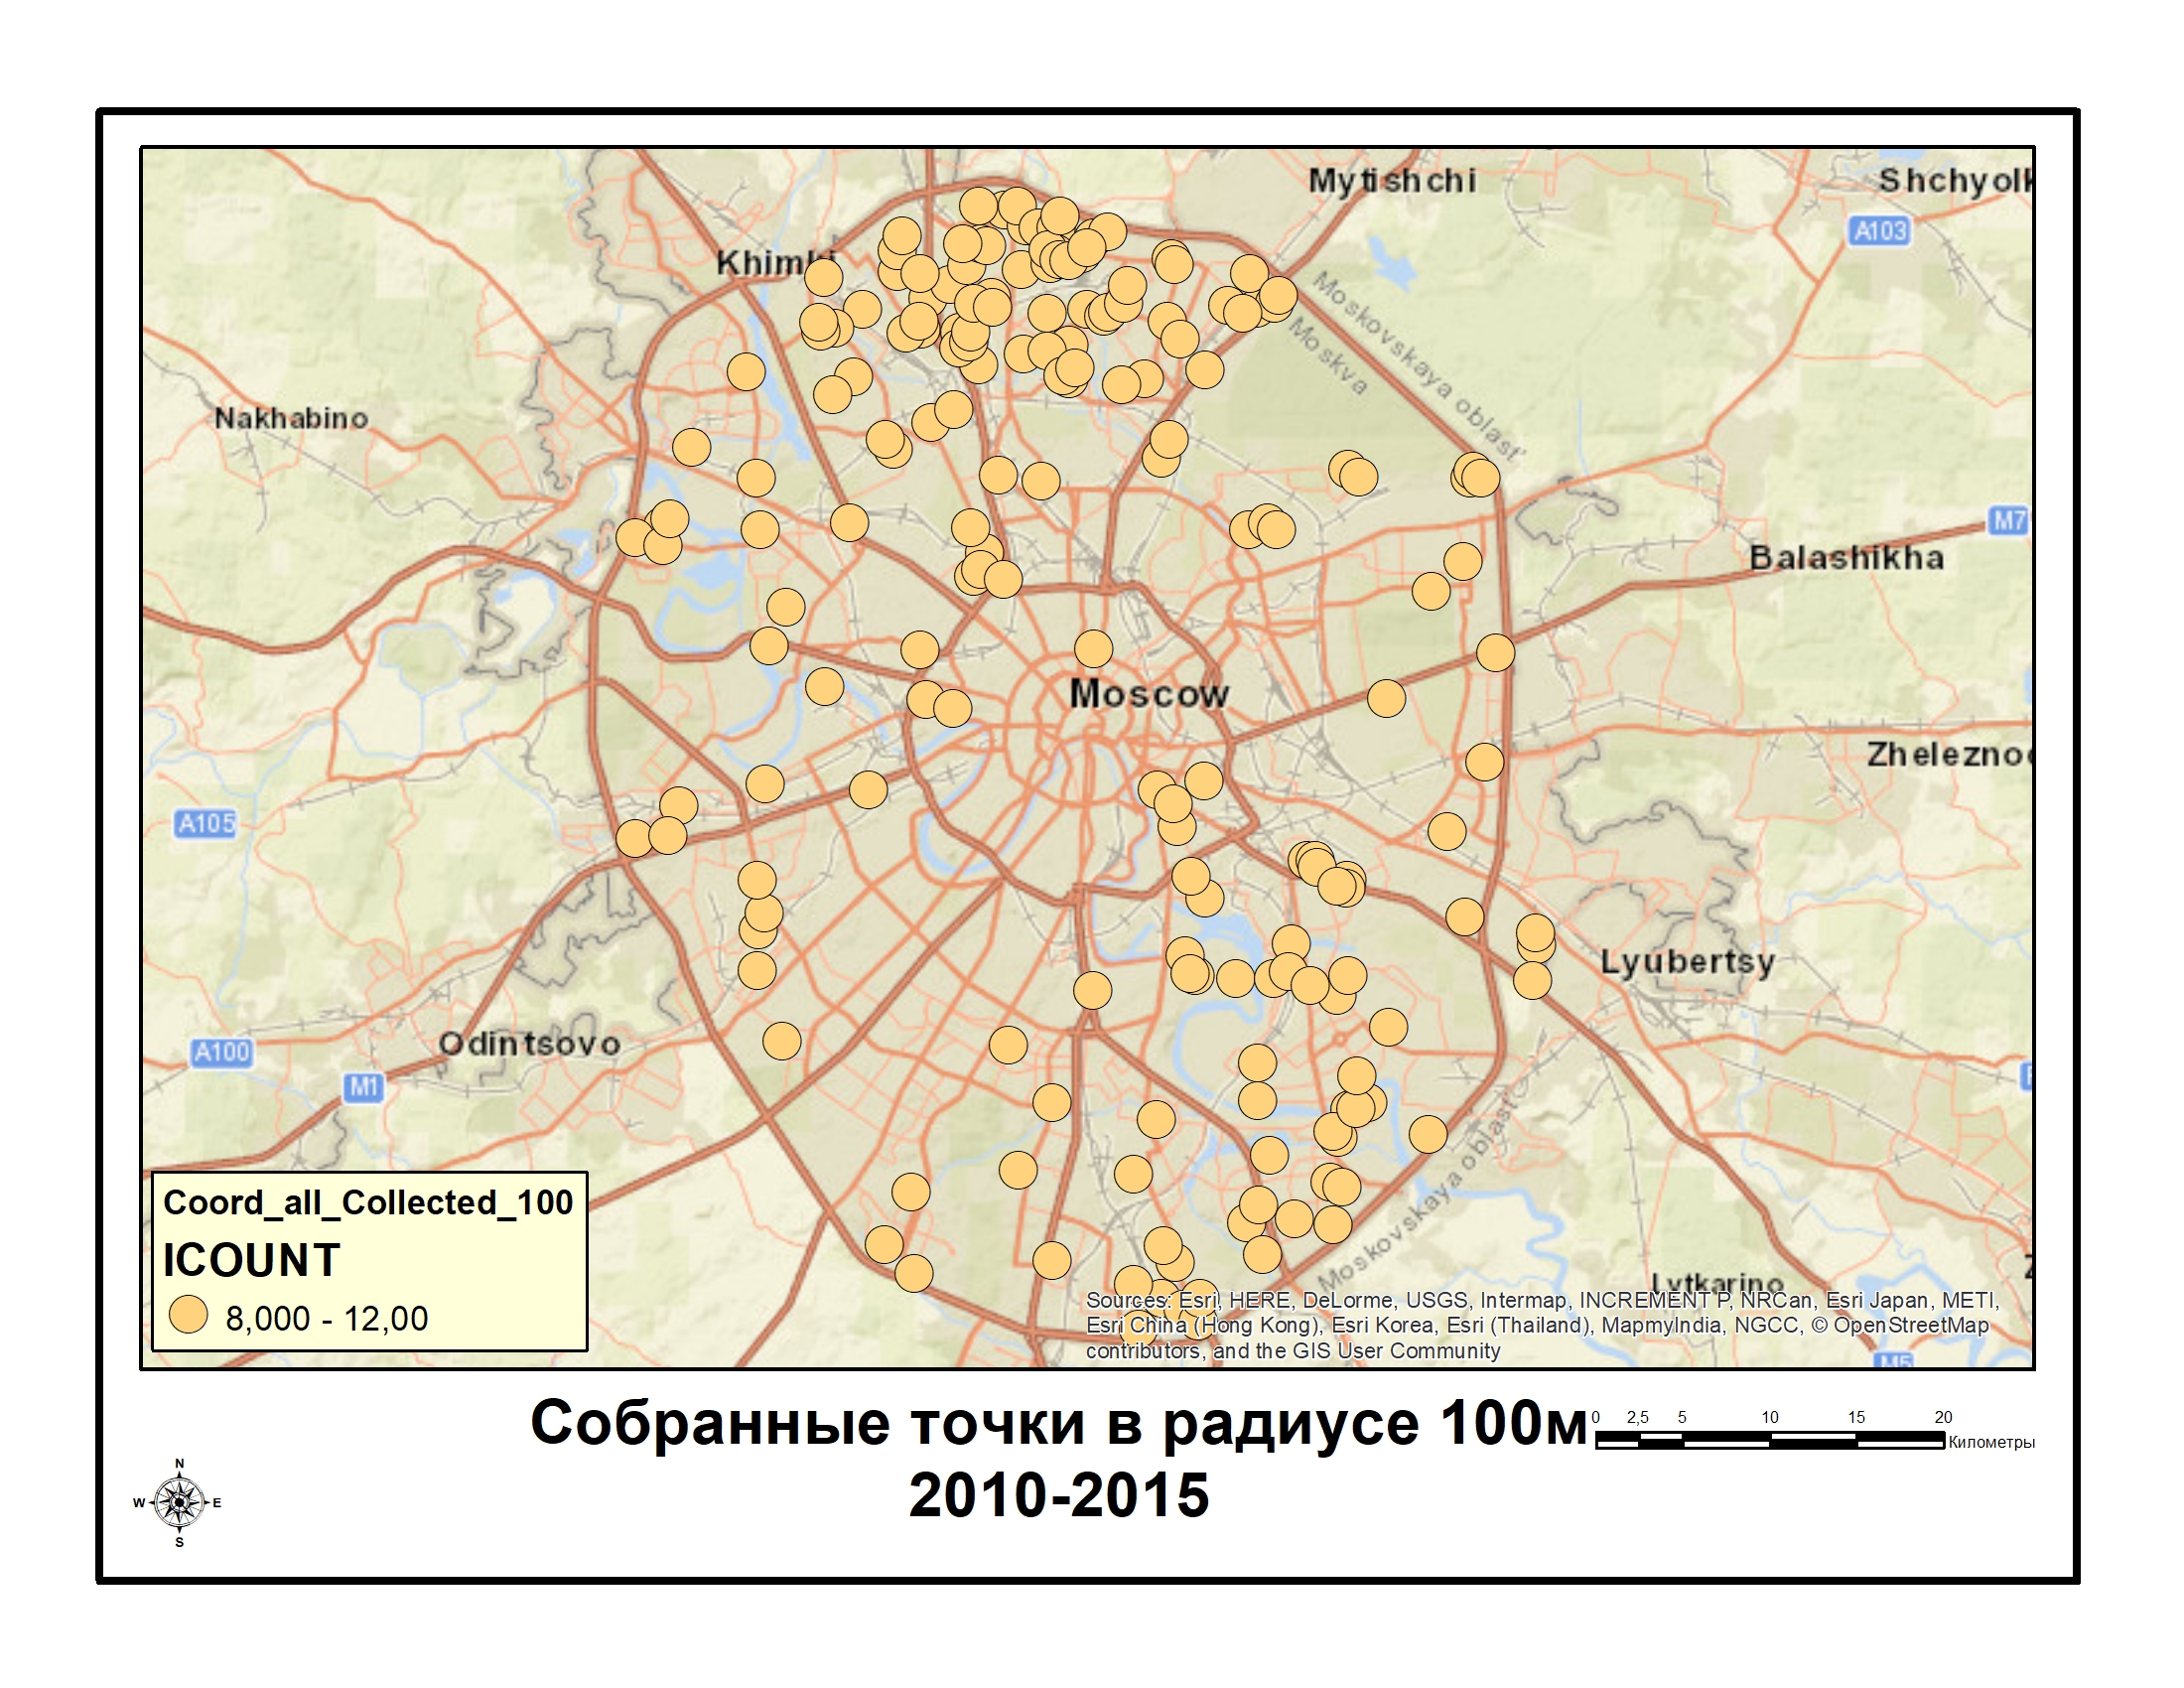 Mytishchi
Shchyolk
A103
Khimki
Moskovskaya oblast'
Moskva
Nakhabino
M7
Balashikha
Moscow
Zhelezno
A105
Lyubertsy
Odintsovo
A100
M1
Moskovskaya oblast'
Lytkarino
M5
Coord_all_Collected_100
ICOUNT
8,000 - 12,00
Sources: Esri, HERE, DeLorme, USGS, Intermap, INCREMENT P, NRCan, Esri Japan, METI,
Esri China (Hong Kong), Esri Korea, Esri (Thailand), MapmyIndia, NGCC, © OpenStreetMap
contributors, and the GIS User Community
Собранные точки в радиусе 100м
2010-2015
0 2,5 5 10 15 20
Километры
N
W E
S